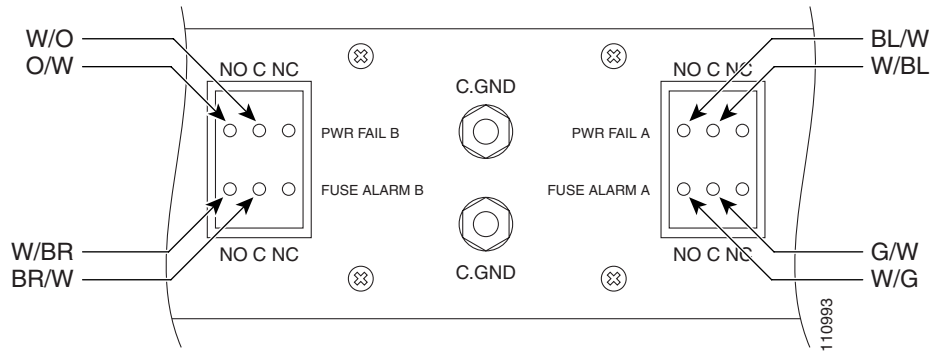 W/O
O/W
NO C NC
PWR FAIL B
FUSE ALARM B
W/BR
BR/W
NO C NC
C.GND
C.GND
BL/W
W/BL
NO C NC
PWR FAIL A
FUSE ALARM A
G/W
W/G
NO C NC
110993